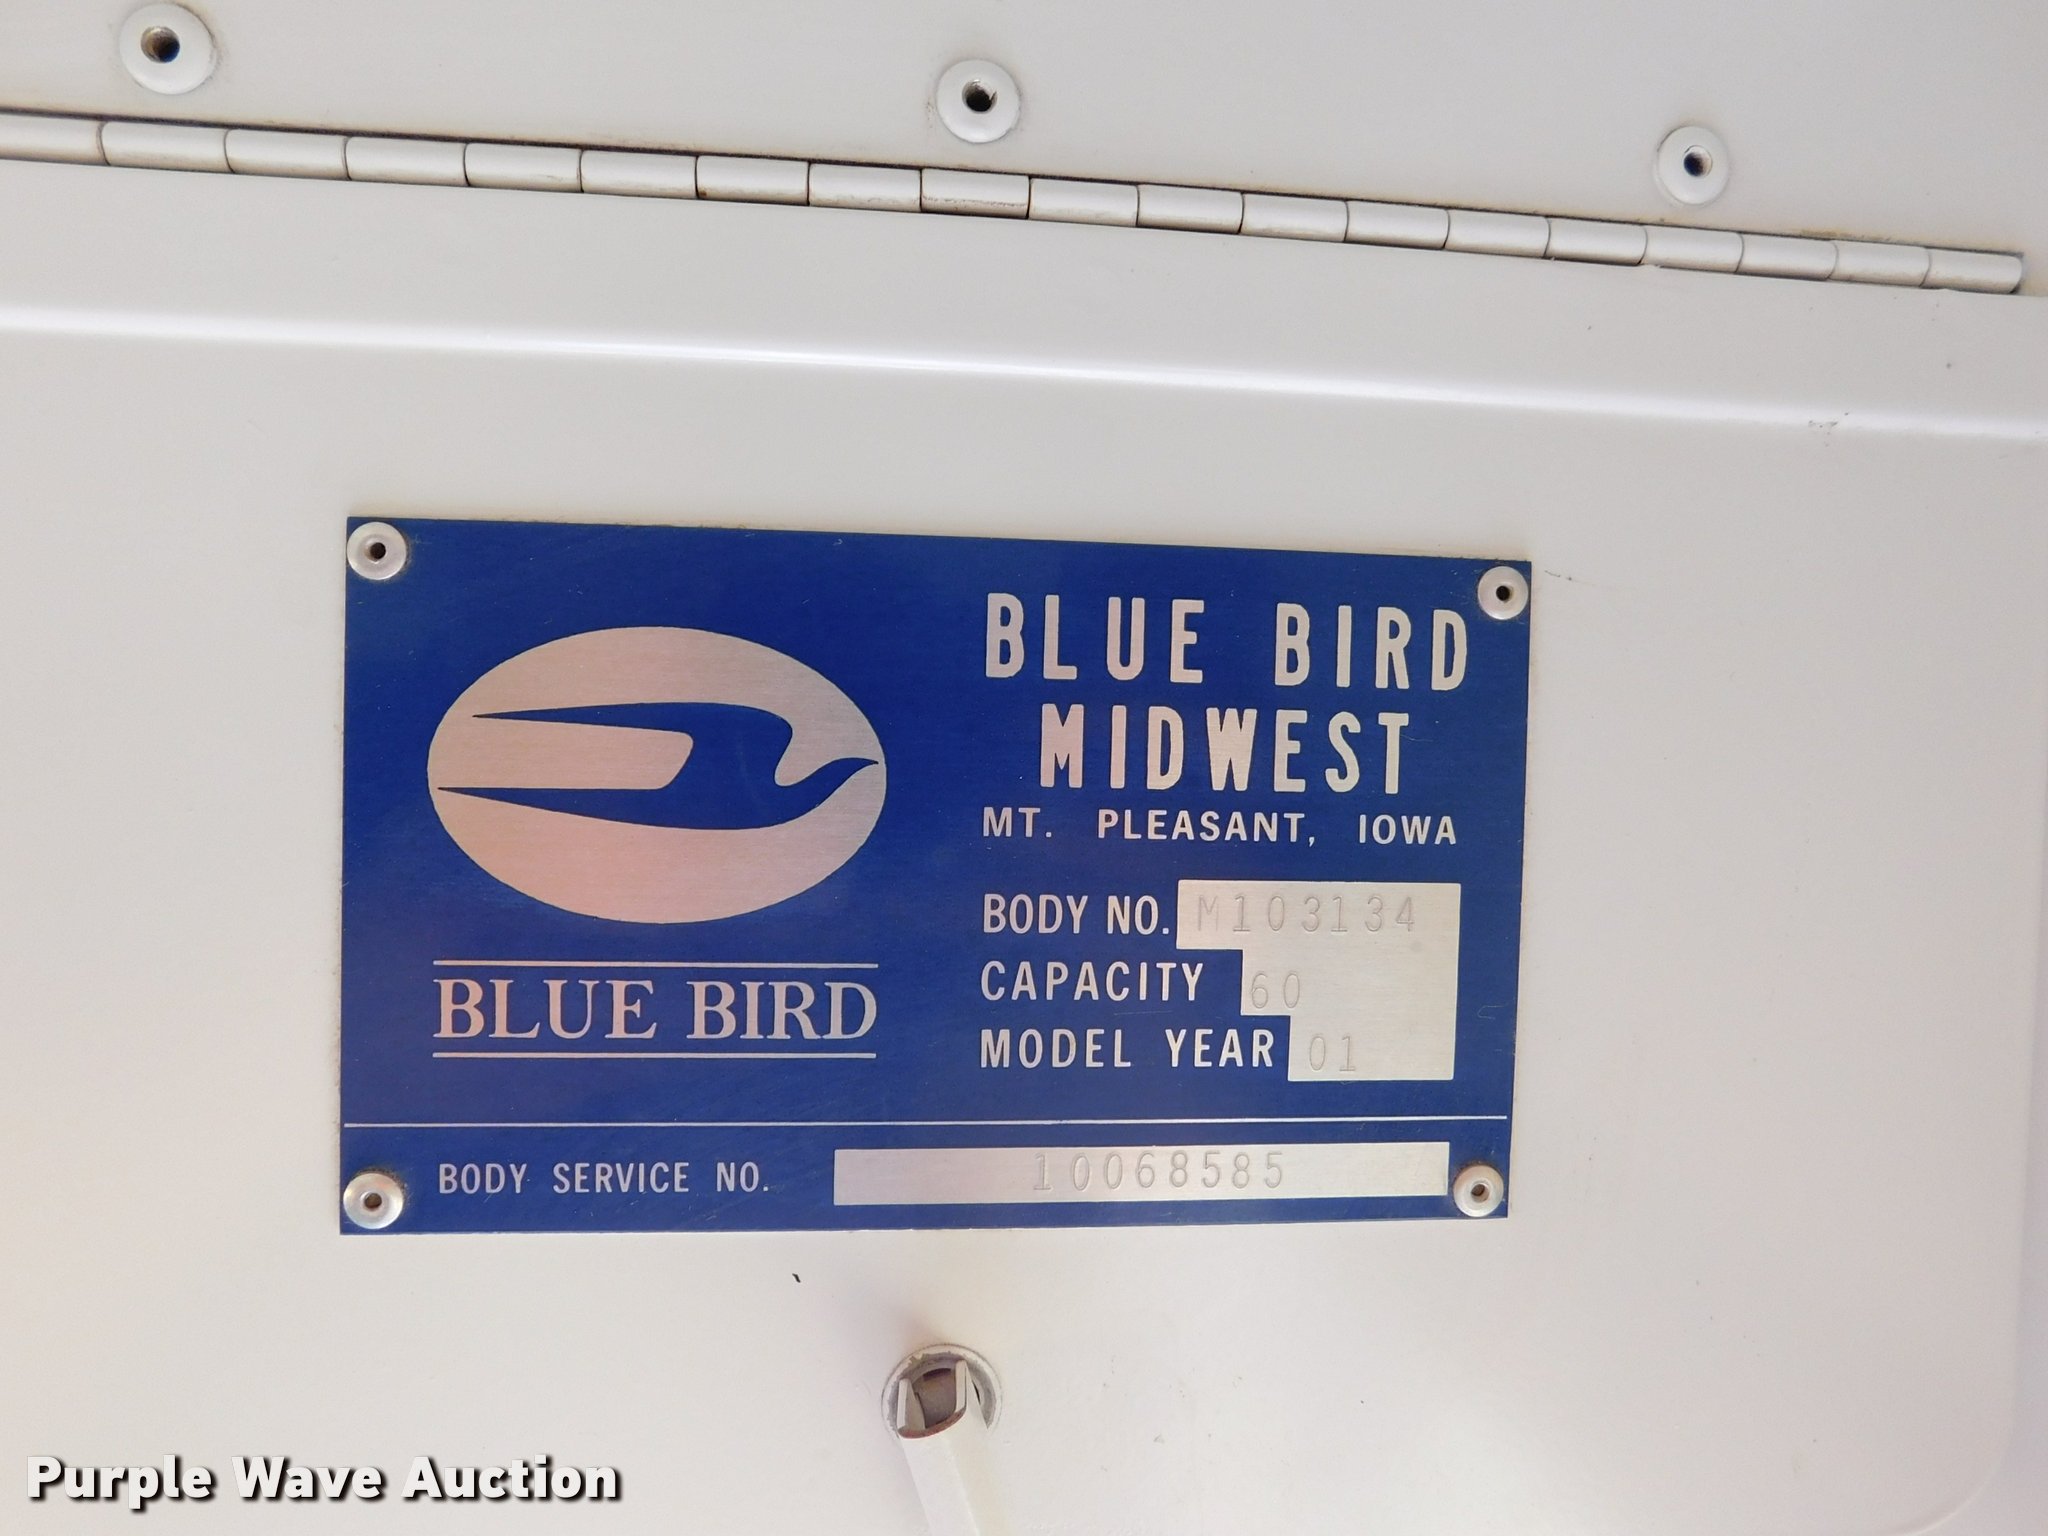 BLUE BIRD
MIDWEST
MT. PLEASANT, IOWA
BODY NO. M103134
CAPACITY 60
MODEL YEAR 01
BLUE BIRD
BODY SERVICE NO. 10068585
Purple Wave Auction